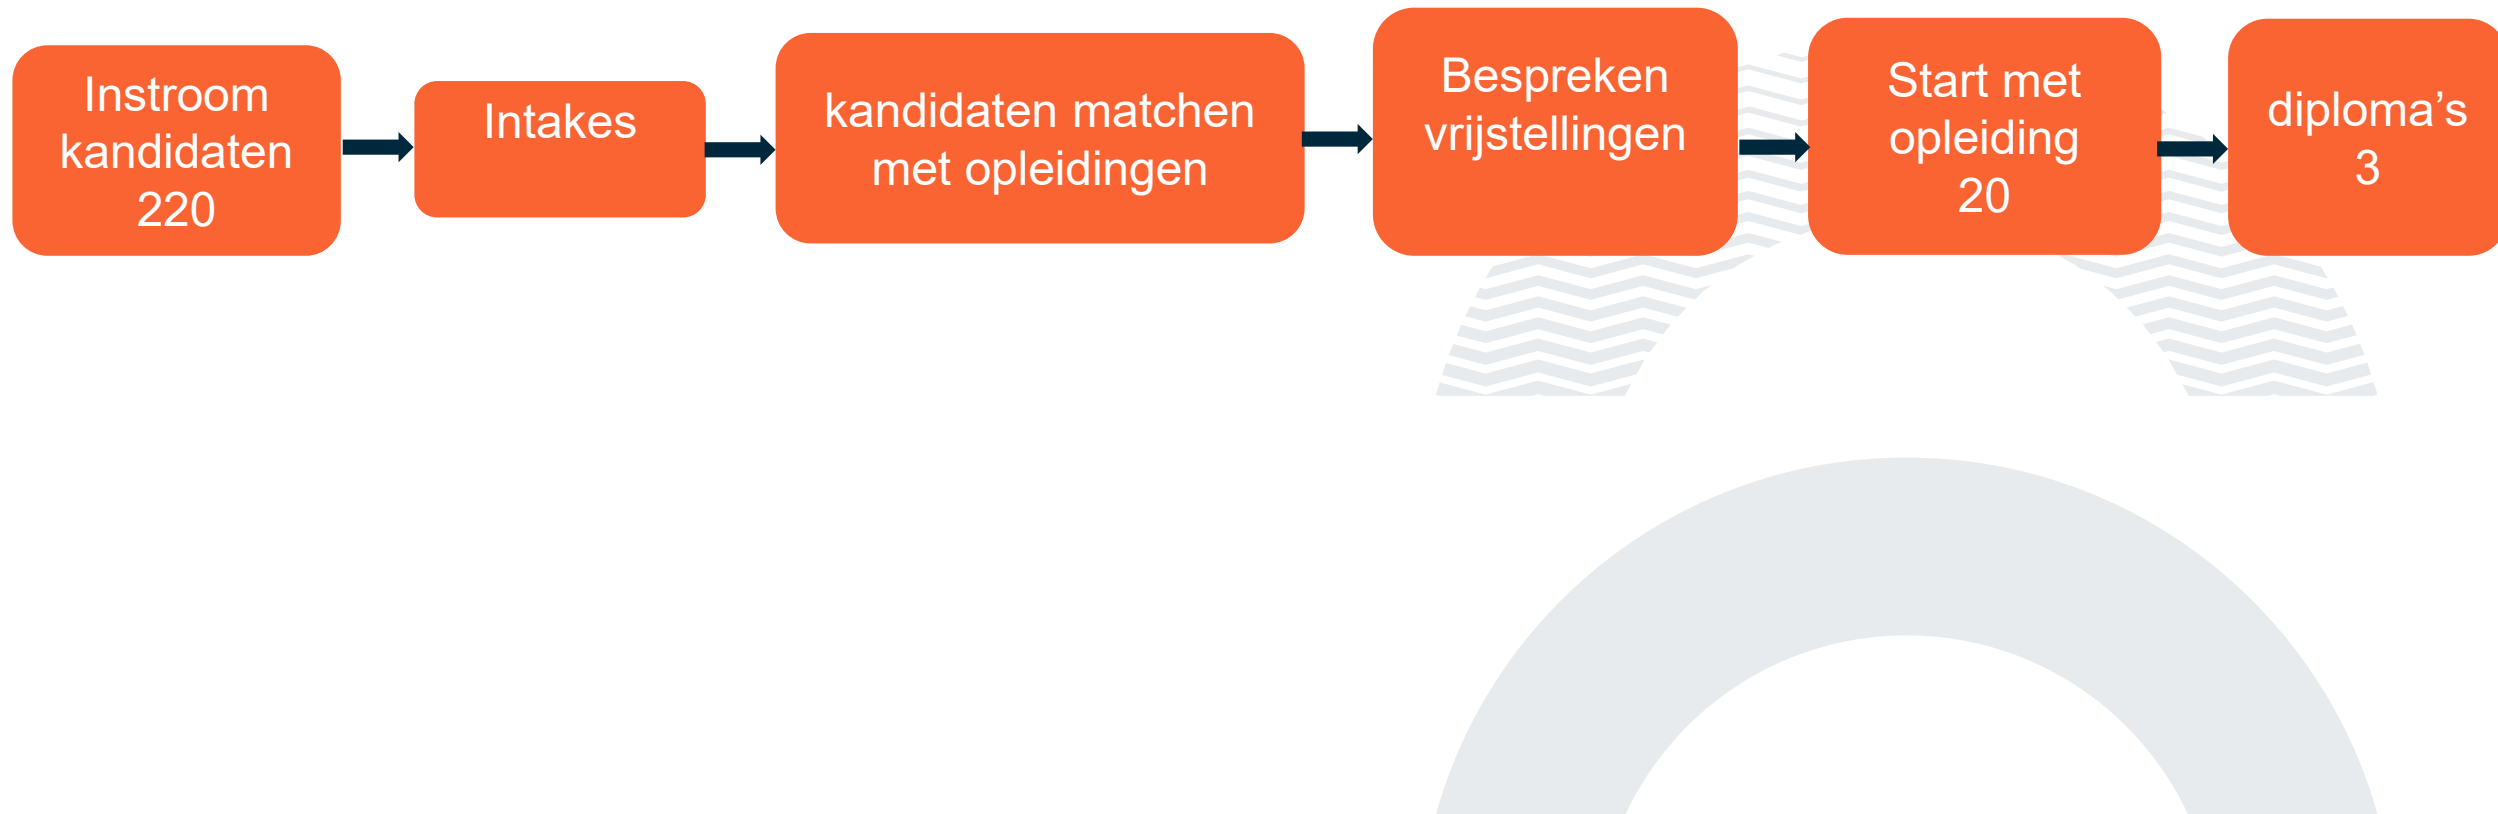 Instroom
kandidaten
220
Intakes
kandidaten matchen
met opleidingen
Bespreken
vrijstellingen
Start met
opleiding
20
diploma’s
3